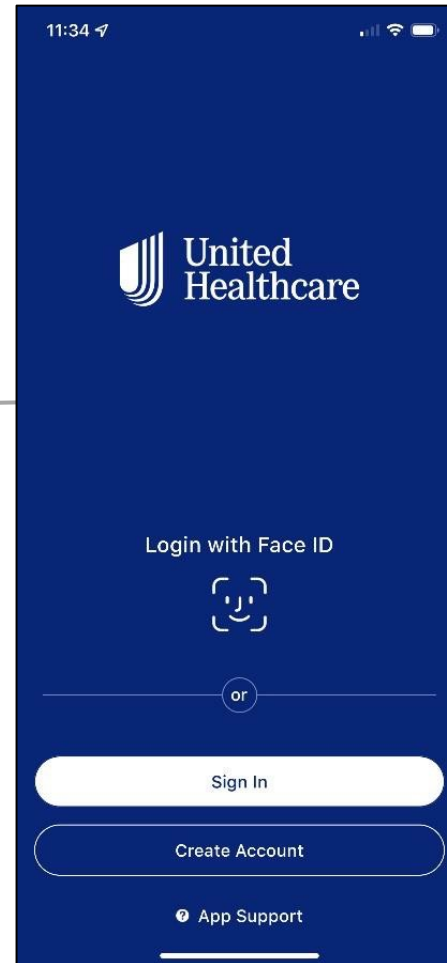 11:34
United
Healthcare
Login with Face ID
or
Sign In
Create Account
? App Support